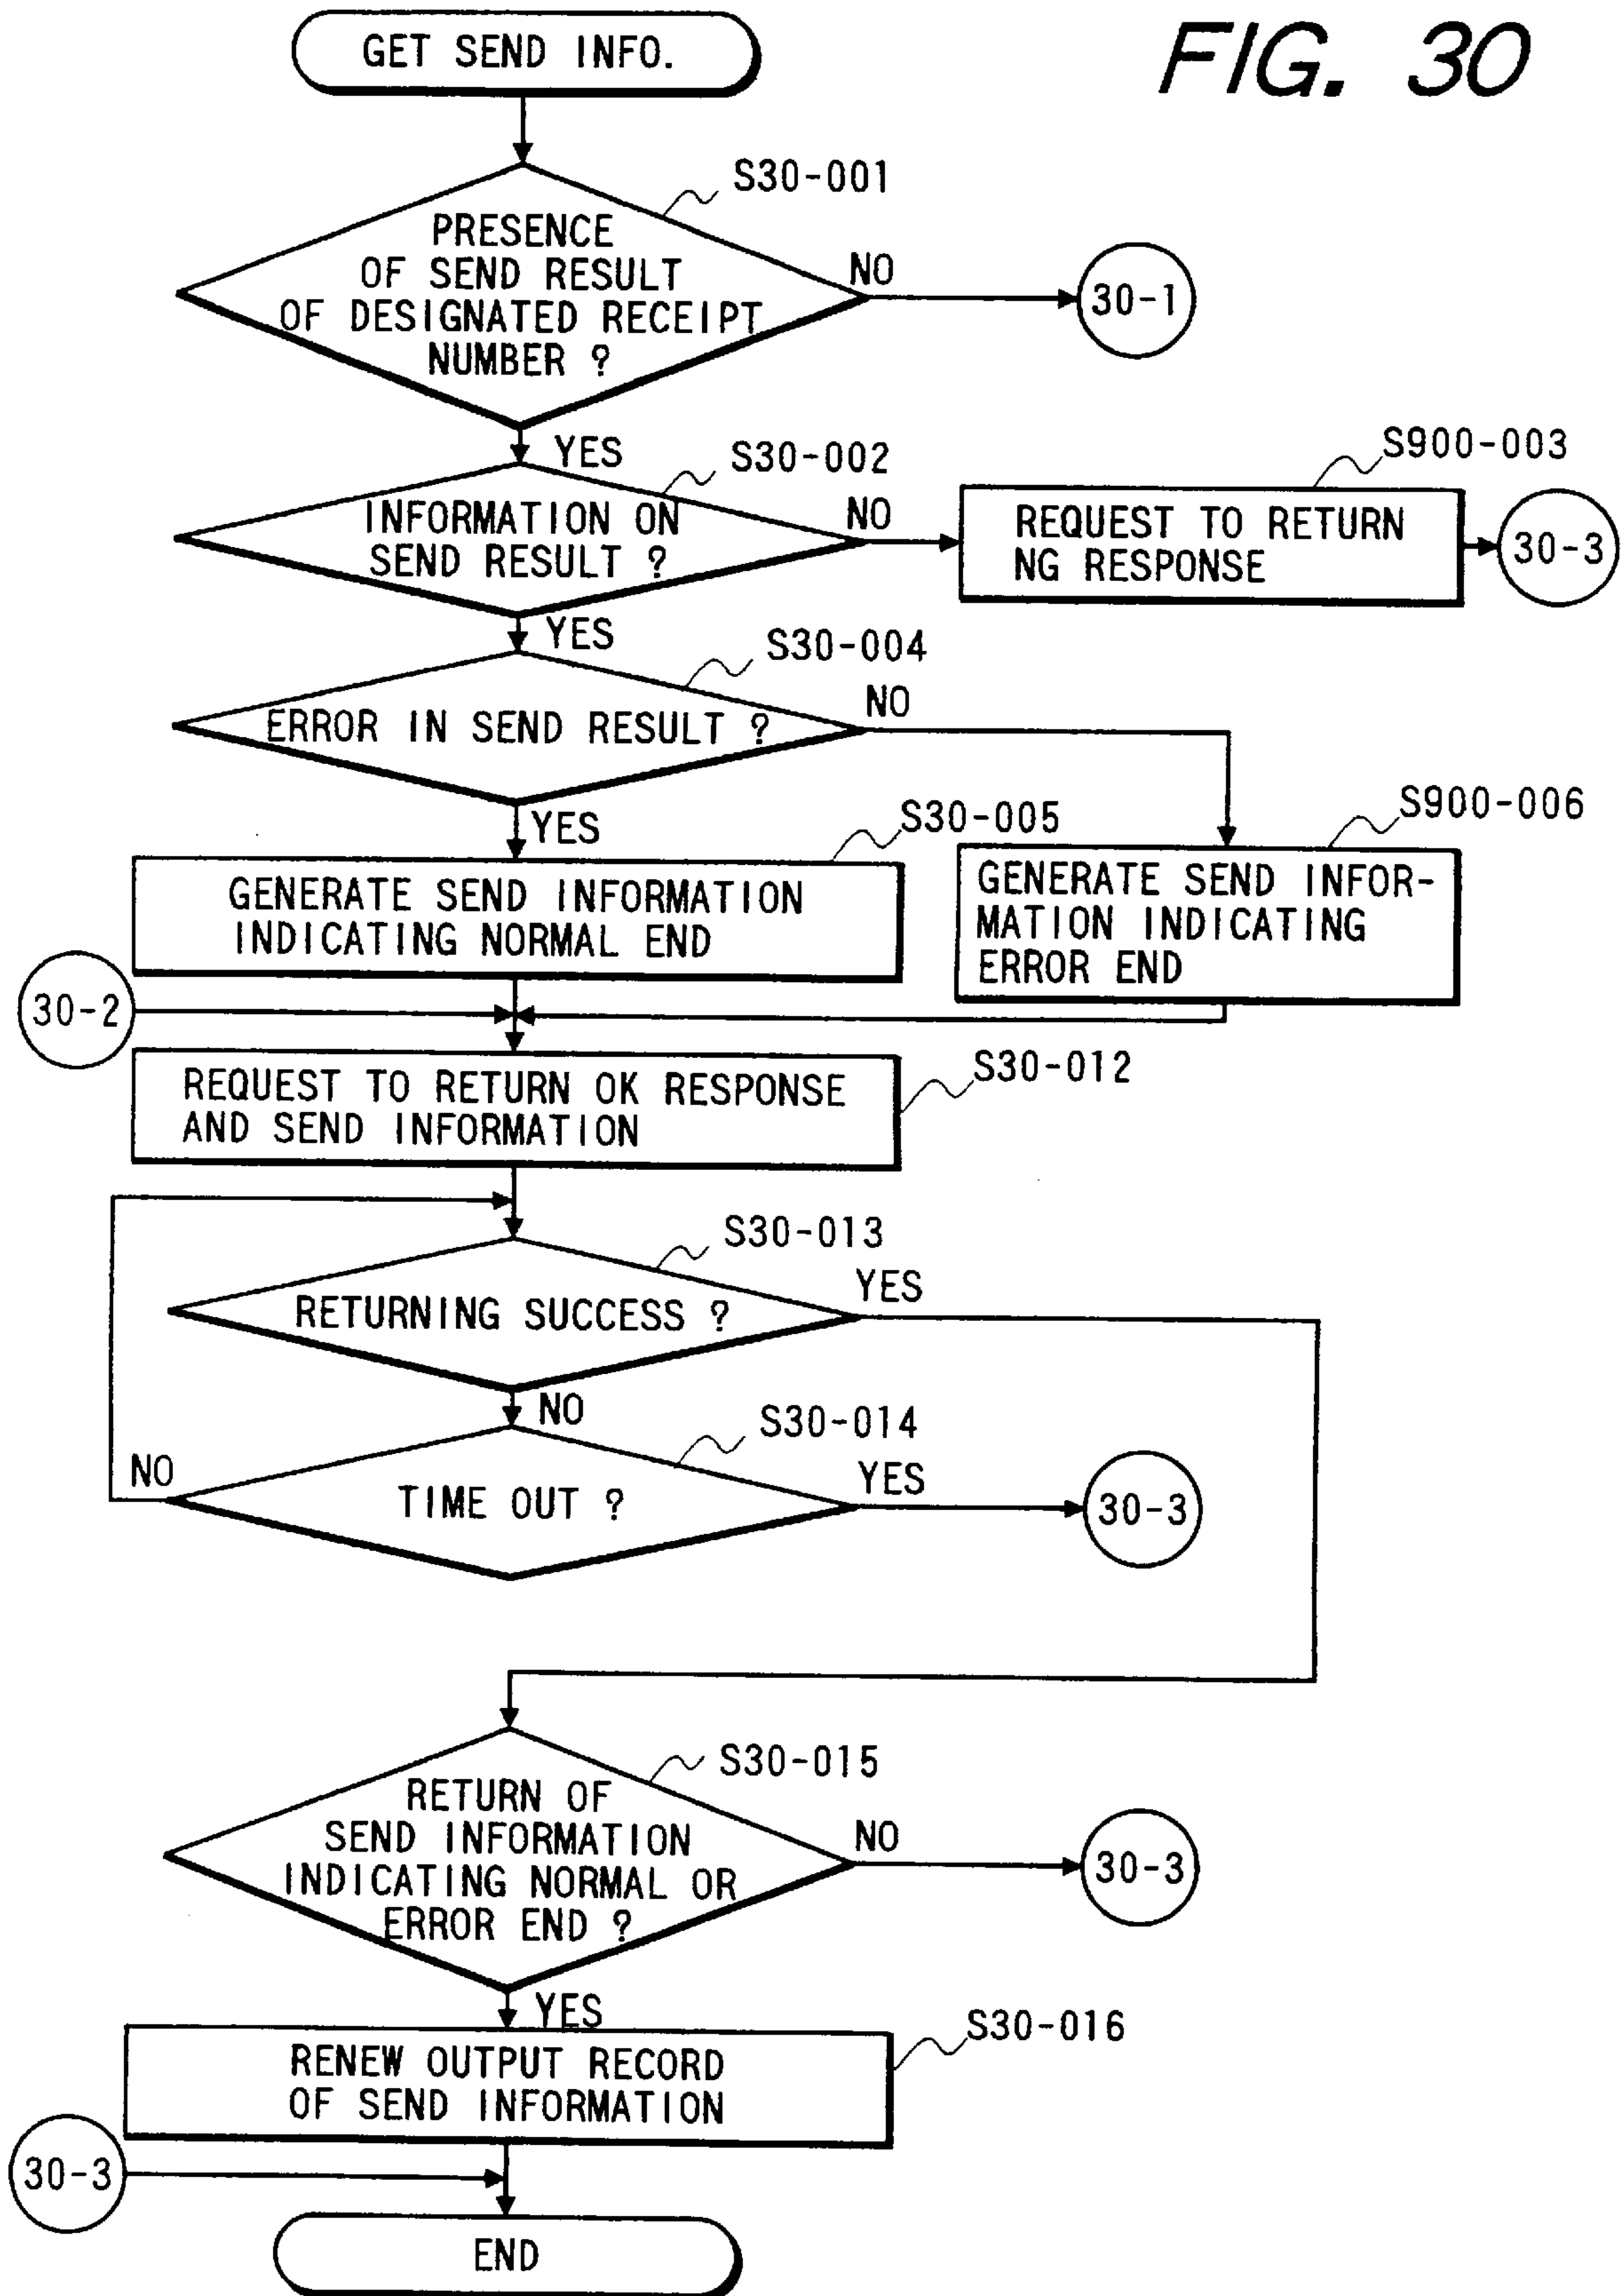 FIG. 30
GET SEND INFO.
S30-001
PRESENCE
OF SEND RESULT
OF DESIGNATED RECEIPT
NUMBER ?
NO
30-1
YES
S30-002
INFORMATION ON
SEND RESULT ?
NO
S900-003
REQUEST TO RETURN
NG RESPONSE
30-3
YES
S30-004
ERROR IN SEND RESULT ?
NO
YES
S30-005
GENERATE SEND INFORMATION
INDICATING NORMAL END
S900-006
GENERATE SEND INFOR-
MATION INDICATING
ERROR END
30-2
REQUEST TO RETURN OK RESPONSE
AND SEND INFORMATION
S30-012
S30-013
RETURNING SUCCESS ?
YES
NO
S30-014
TIME OUT ?
NO
YES
30-3
S30-015
RETURN OF
SEND INFORMATION
INDICATING NORMAL OR
ERROR END ?
NO
30-3
YES
S30-016
RENEW OUTPUT RECORD
OF SEND INFORMATION
30-3
END